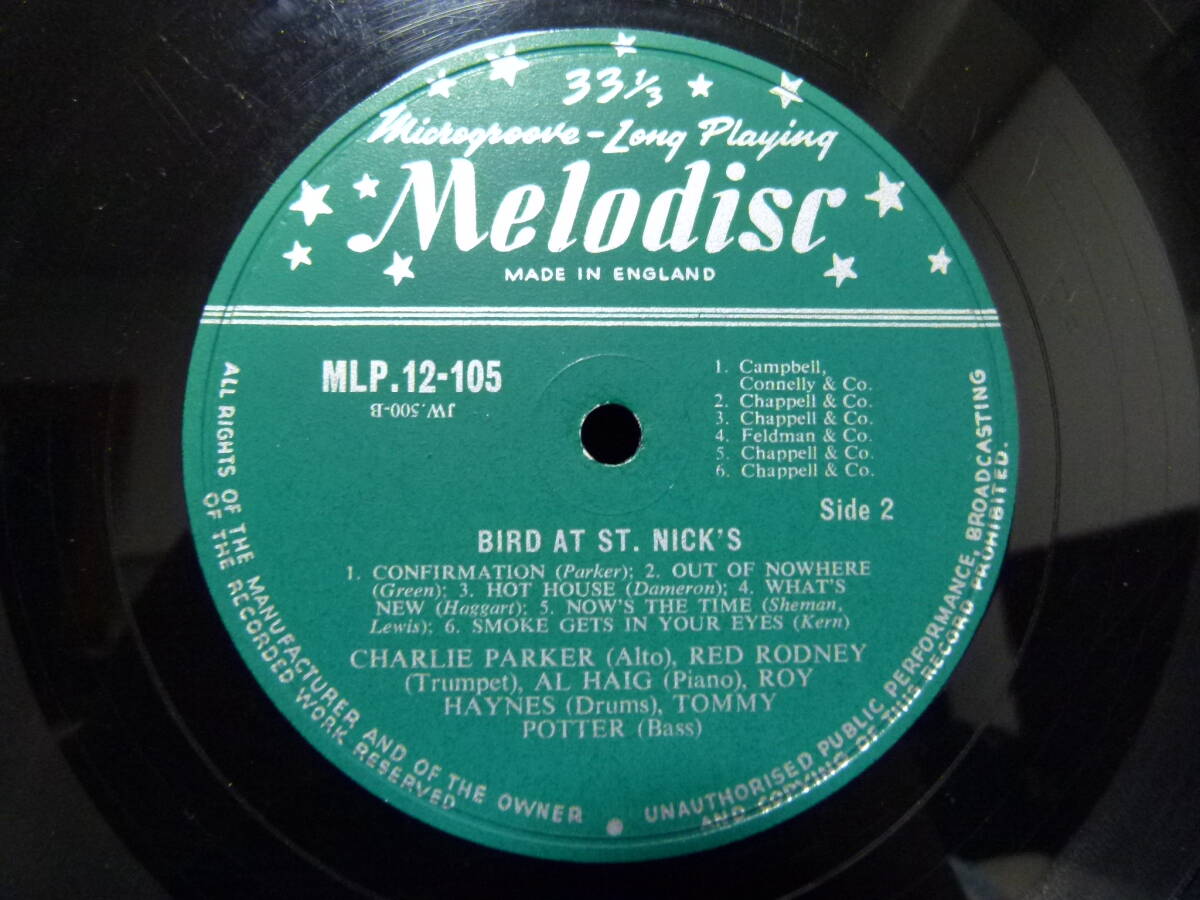 33⅓
Microgroove - Long Playing
Melodisc
MADE IN ENGLAND
MLP.12-105
JW.500-B
1. Campbell,
Connelly & Co.
2. Chappell & Co.
3. Chappell & Co.
4. Feldman & Co.
5. Chappell & Co.
6. Chappell & Co.
Side 2
BIRD AT ST. NICK'S
1. CONFIRMATION (Parker); 2. OUT OF NOWHERE
(Green); 3. HOT HOUSE (Dameron); 4. WHAT'S
NEW (Haggart); 5. NOW'S THE TIME (Sheman,
Lewis); 6. SMOKE GETS IN YOUR EYES (Kern)
CHARLIE PARKER (Alto), RED RODNEY
(Trumpet), AL HAIG (Piano), ROY
HAYNES (Drums), TOMMY
POTTER (Bass)
ALL RIGHTS OF THE MANUFACTURER AND OF THE OWNER
OF THE RECORDED WORK RESERVED
UNAUTHORISED PUBLIC PERFORMANCE, BROADCASTING
AND COPYING OF THIS RECORD PROHIBITED.